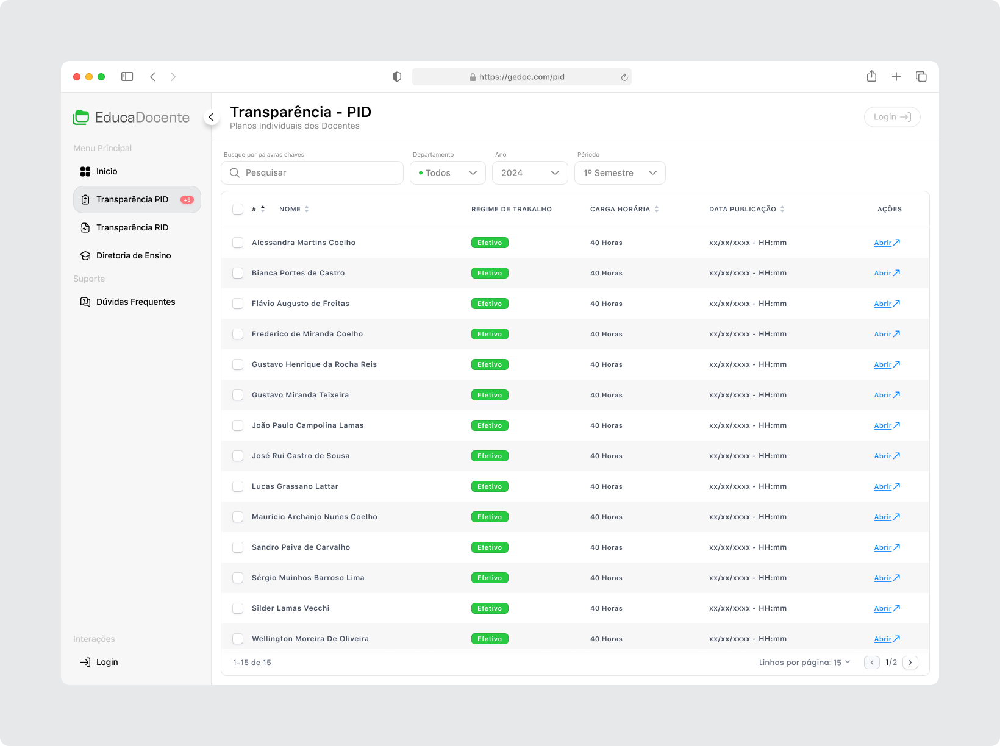 https://gedoc.com/pid
EducaDocente
Menu Principal
Inicio
Transparência PID +3
Transparência RID
Diretoria de Ensino
Suporte
Dúvidas Frequentes
Interações
Login
Transparência - PID
Planos Individuais dos Docentes
Login
Busque por palavras chaves
Pesquisar
Departamento
Todos
Ano
2024
Período
1º Semestre
# NOME REGIME DE TRABALHO CARGA HORÁRIA DATA PUBLICAÇÃO AÇÕES
Alessandra Martins Coelho Efetivo 40 Horas xx/xx/xxxx - HH:mm Abrir
Bianca Portes de Castro Efetivo 40 Horas xx/xx/xxxx - HH:mm Abrir
Flávio Augusto de Freitas Efetivo 40 Horas xx/xx/xxxx - HH:mm Abrir
Frederico de Miranda Coelho Efetivo 40 Horas xx/xx/xxxx - HH:mm Abrir
Gustavo Henrique da Rocha Reis Efetivo 40 Horas xx/xx/xxxx - HH:mm Abrir
Gustavo Miranda Teixeira Efetivo 40 Horas xx/xx/xxxx - HH:mm Abrir
João Paulo Campolina Lamas Efetivo 40 Horas xx/xx/xxxx - HH:mm Abrir
José Rui Castro de Sousa Efetivo 40 Horas xx/xx/xxxx - HH:mm Abrir
Lucas Grassano Lattar Efetivo 40 Horas xx/xx/xxxx - HH:mm Abrir
Mauricio Archanjo Nunes Coelho Efetivo 40 Horas xx/xx/xxxx - HH:mm Abrir
Sandro Paiva de Carvalho Efetivo 40 Horas xx/xx/xxxx - HH:mm Abrir
Sérgio Muinhos Barroso Lima Efetivo 40 Horas xx/xx/xxxx - HH:mm Abrir
Silder Lamas Vecchi Efetivo 40 Horas xx/xx/xxxx - HH:mm Abrir
Wellington Moreira De Oliveira Efetivo 40 Horas xx/xx/xxxx - HH:mm Abrir
1-15 de 15 Linhas por página: 15 1/2